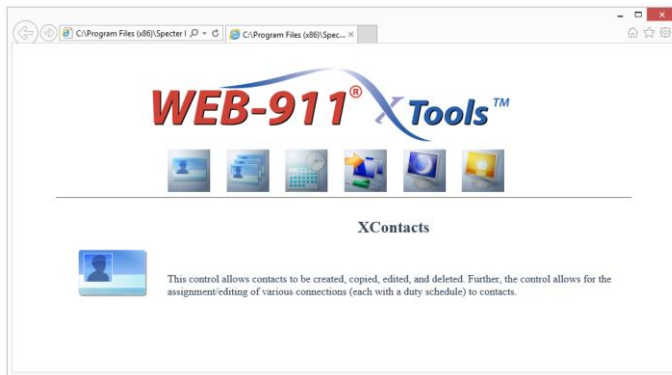 C:\Program Files (x86)\Specter I
C:\Program Files (x86)\Spec...
WEB-911® XTools™
XContacts
This control allows contacts to be created, copied, edited, and deleted. Further, the control allows for the
assignment/editing of various connections (each with a duty schedule) to contacts.